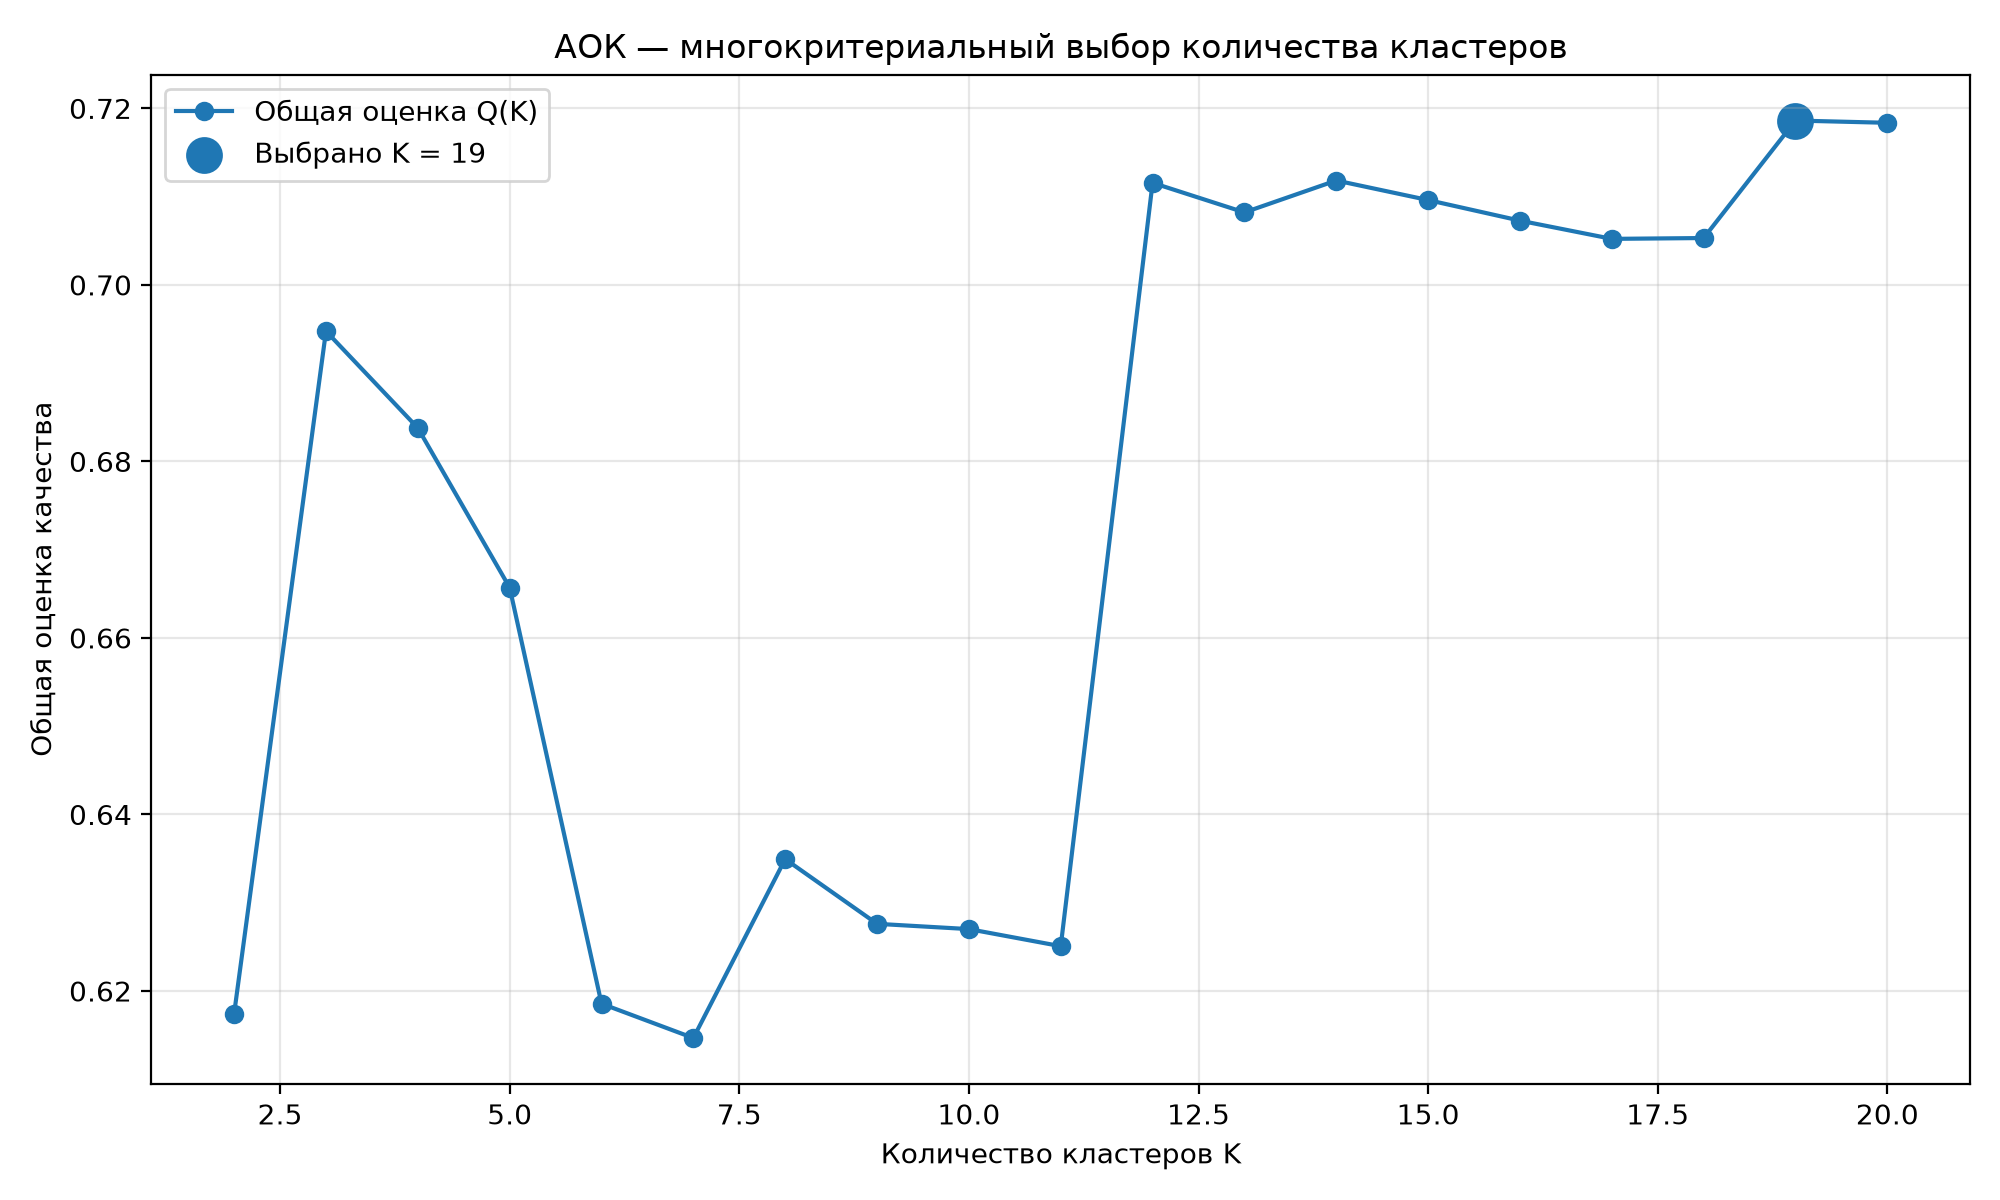 АОК — многокритериальный выбор количества кластеров
Общая оценка Q(K)
Выбрано K = 19
Общая оценка качества
0.72
0.70
0.68
0.66
0.64
0.62
2.5 5.0 7.5 10.0 12.5 15.0 17.5 20.0
Количество кластеров K